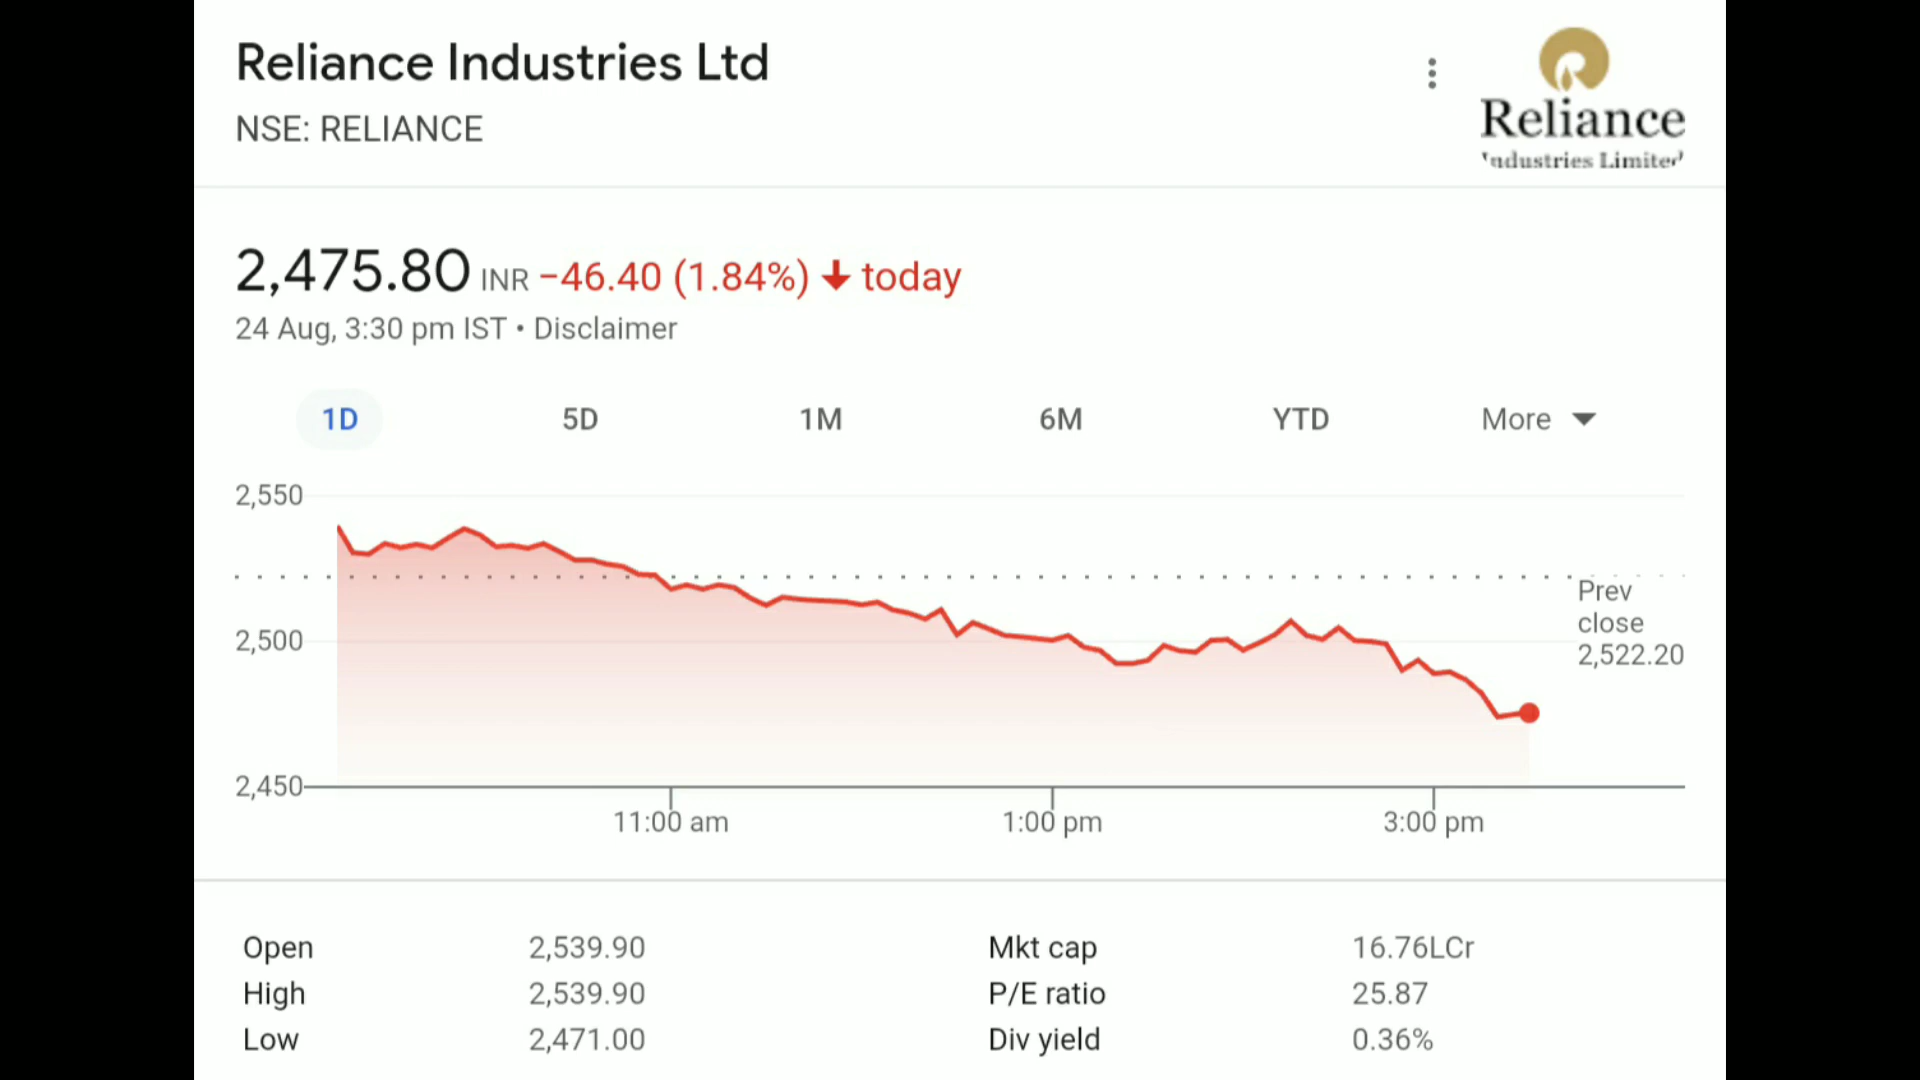 Reliance Industries Ltd
NSE: RELIANCE
Reliance
Industries Limited
2,475.80 INR −46.40 (1.84%) ↓ today
24 Aug, 3:30 pm IST • Disclaimer
1D 5D 1M 6M YTD More
2,550
2,500
2,450
Prev
close
2,522.20
11:00 am 1:00 pm 3:00 pm
Open 2,539.90 Mkt cap 16.76LCr
High 2,539.90 P/E ratio 25.87
Low 2,471.00 Div yield 0.36%